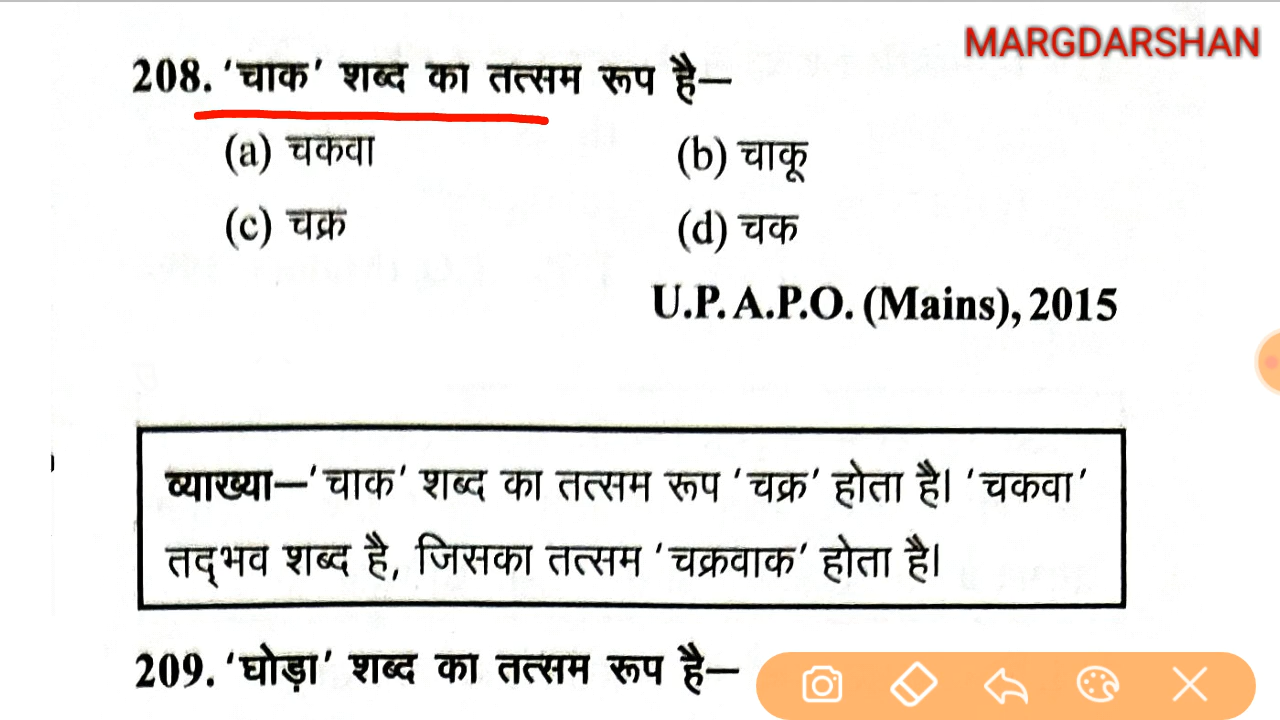 MARGDARSHAN
208. 'चाक' शब्द का तत्सम रूप है—
(a) चकवा (b) चाकू
(c) चक्र (d) चक
U.P. A.P.O. (Mains), 2015
व्याख्या—'चाक' शब्द का तत्सम रूप 'चक्र' होता है। 'चकवा'
तद्‌भव शब्द है, जिसका तत्सम 'चक्रवाक' होता है।
209. 'घोड़ा' शब्द का तत्सम रूप है—